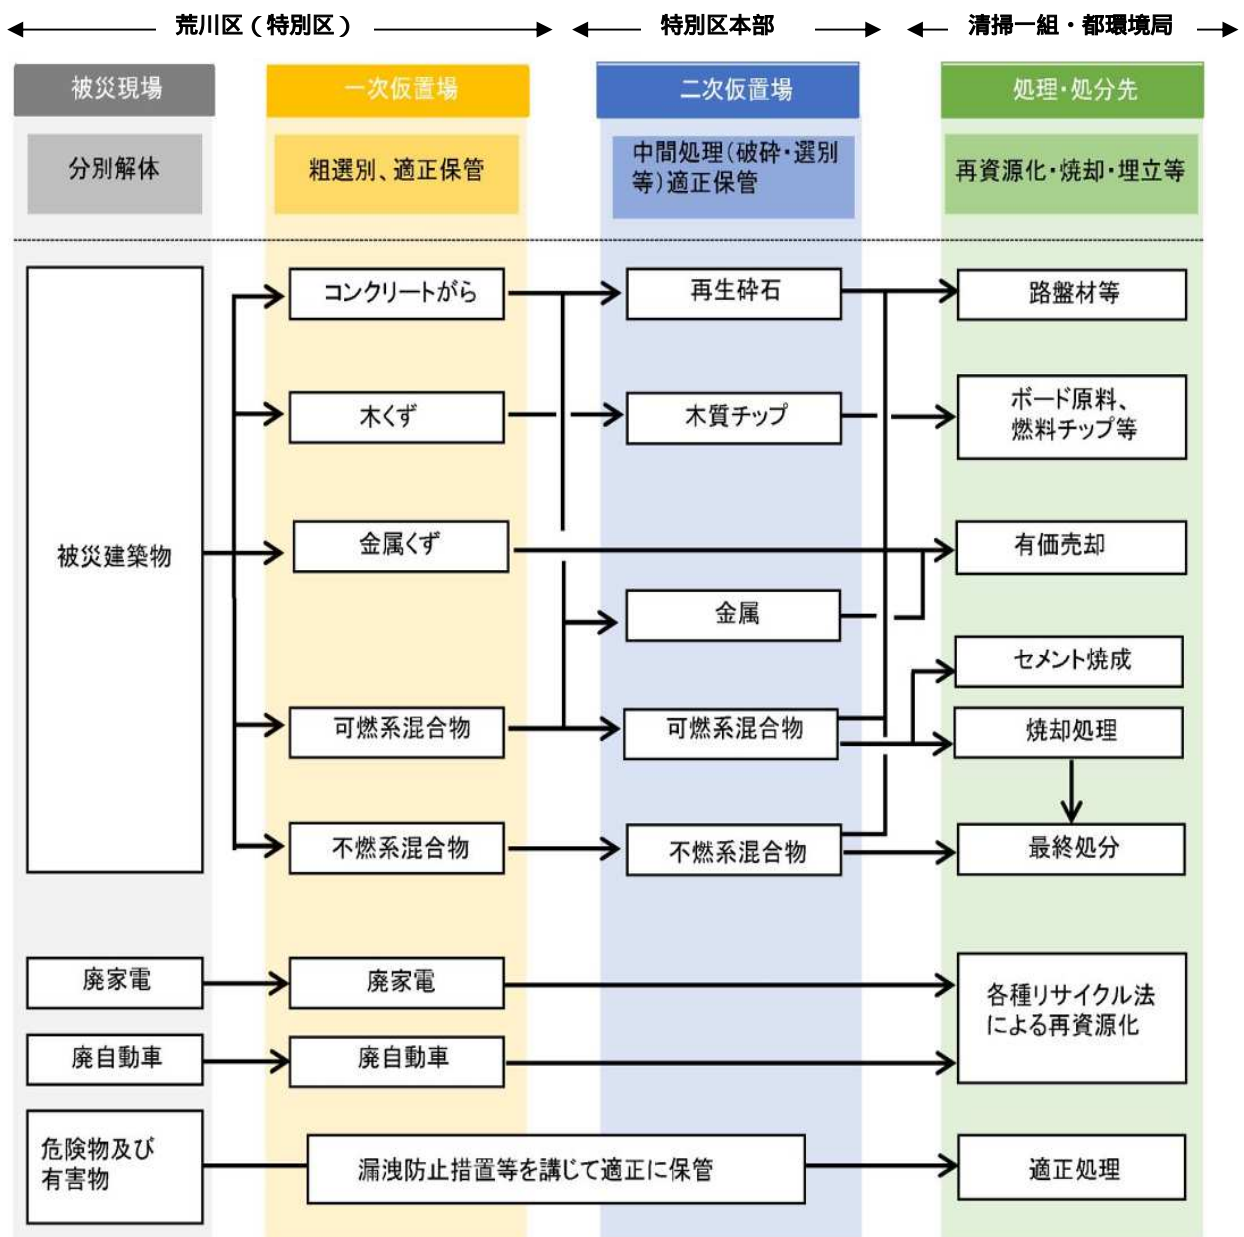 荒川区（特別区）
特別区本部
清掃一組・都環境局
被災現場
一次仮置場
二次仮置場
処理・処分先
分別解体
粗選別、適正保管
中間処理（破砕・選別
等）適正保管
再資源化・焼却・埋立等
被災建築物
コンクリートがら
再生砕石
路盤材等
木くず
木質チップ
ボード原料、
燃料チップ等
金属くず
有価売却
金属
セメント焼成
可燃系混合物
可燃系混合物
焼却処理
不燃系混合物
不燃系混合物
最終処分
廃家電
廃家電
各種リサイクル法
による再資源化
廃自動車
廃自動車
危険物及び
有害物
漏洩防止措置等を講じて適正に保管
適正処理